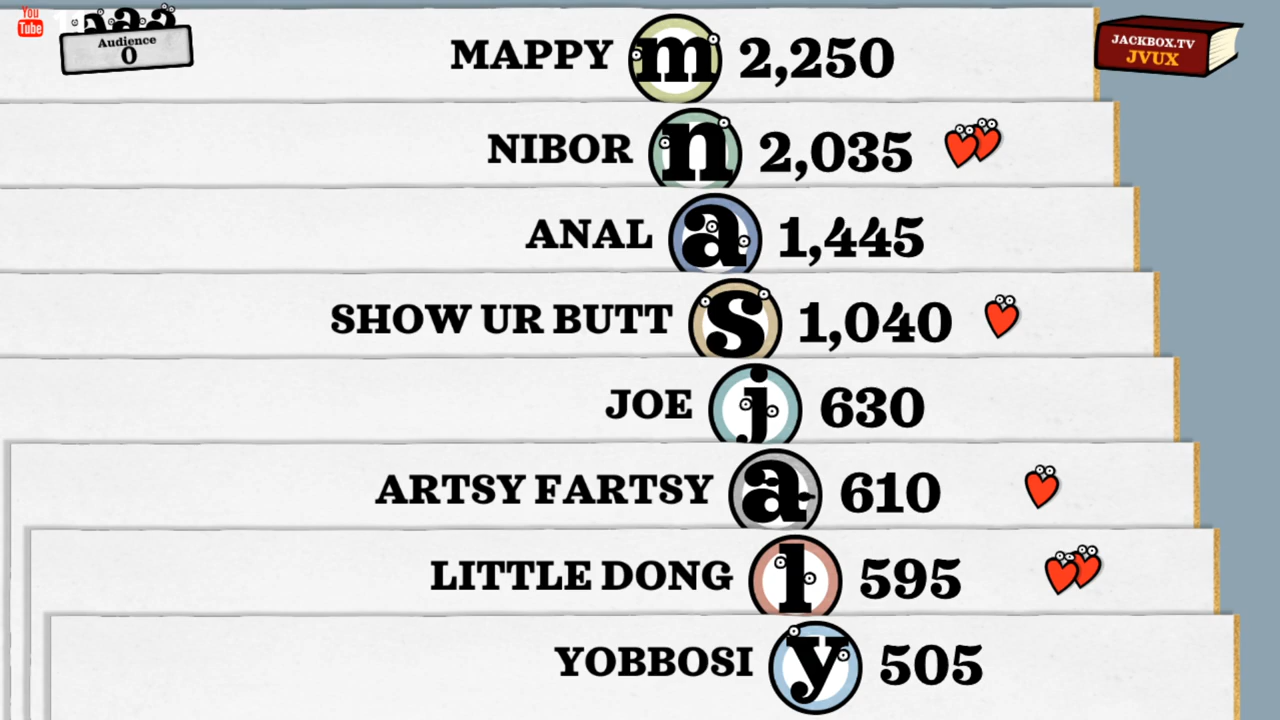 You
Tube
Audience
0
JACKBOX.TV
JVUX
MAPPY m 2,250
NIBOR n 2,035
ANAL a 1,445
SHOW UR BUTT s 1,040
JOE j 630
ARTSY FARTSY a 610
LITTLE DONG l 595
YOBBOSI y 505